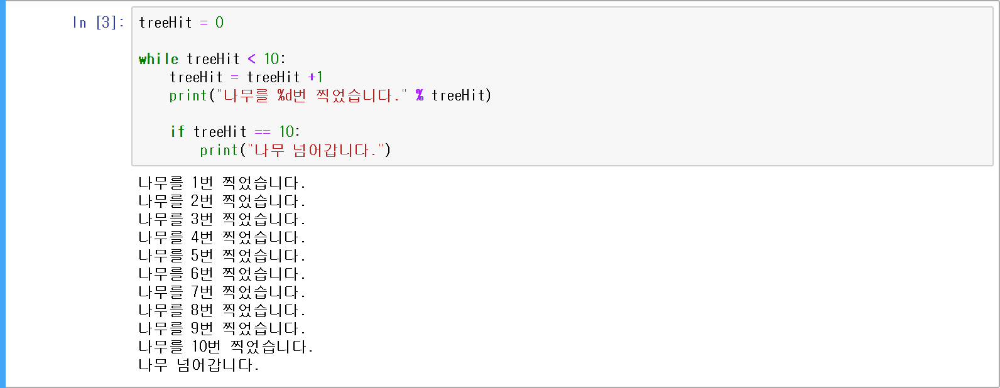 In [3]: treeHit = 0
while treeHit < 10:
    treeHit = treeHit +1
    print("나무를 %d번 찍었습니다." % treeHit)
    if treeHit == 10:
        print("나무 넘어갑니다.")
나무를 1번 찍었습니다.
나무를 2번 찍었습니다.
나무를 3번 찍었습니다.
나무를 4번 찍었습니다.
나무를 5번 찍었습니다.
나무를 6번 찍었습니다.
나무를 7번 찍었습니다.
나무를 8번 찍었습니다.
나무를 9번 찍었습니다.
나무를 10번 찍었습니다.
나무 넘어갑니다.